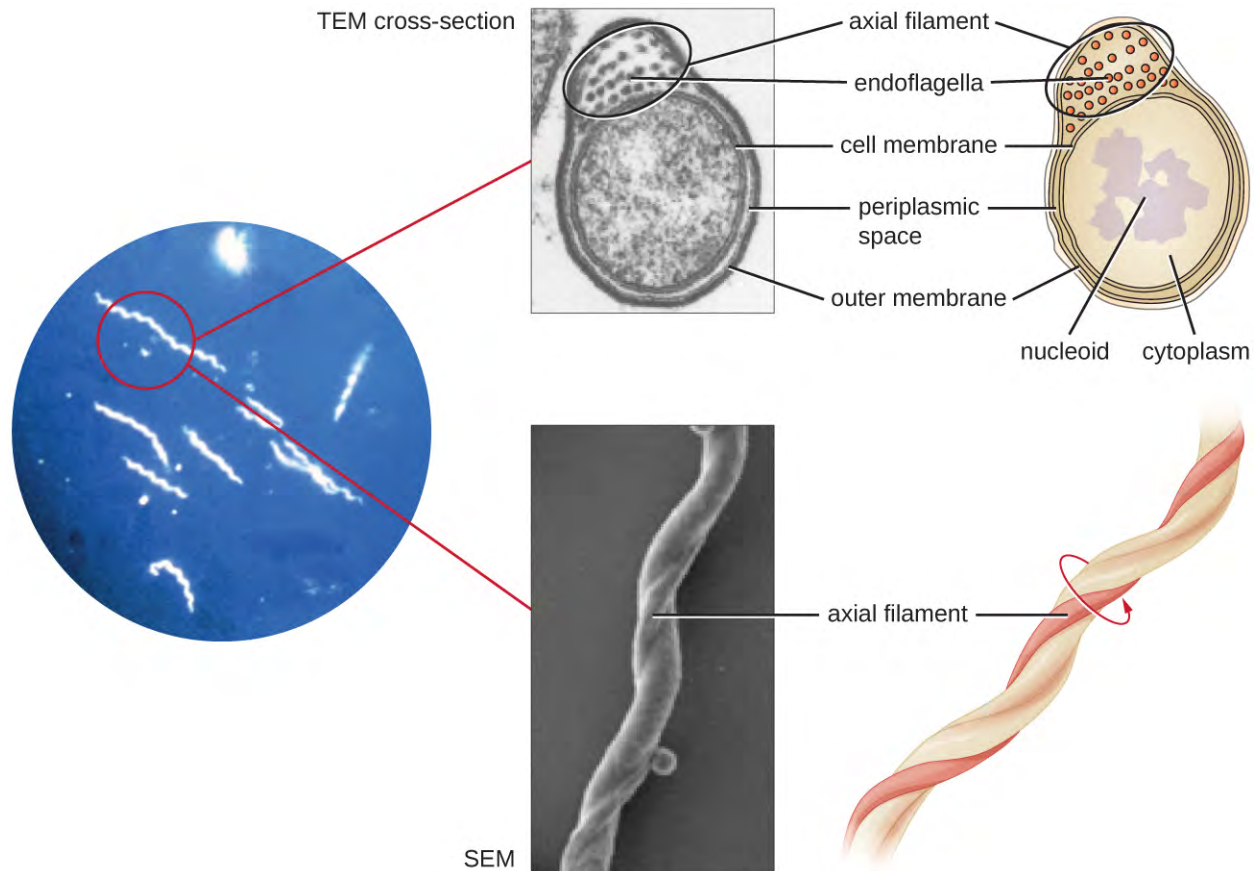 TEM cross-section
axial filament
endoflagella
cell membrane
periplasmic
space
outer membrane
nucleoid
cytoplasm
axial filament
SEM